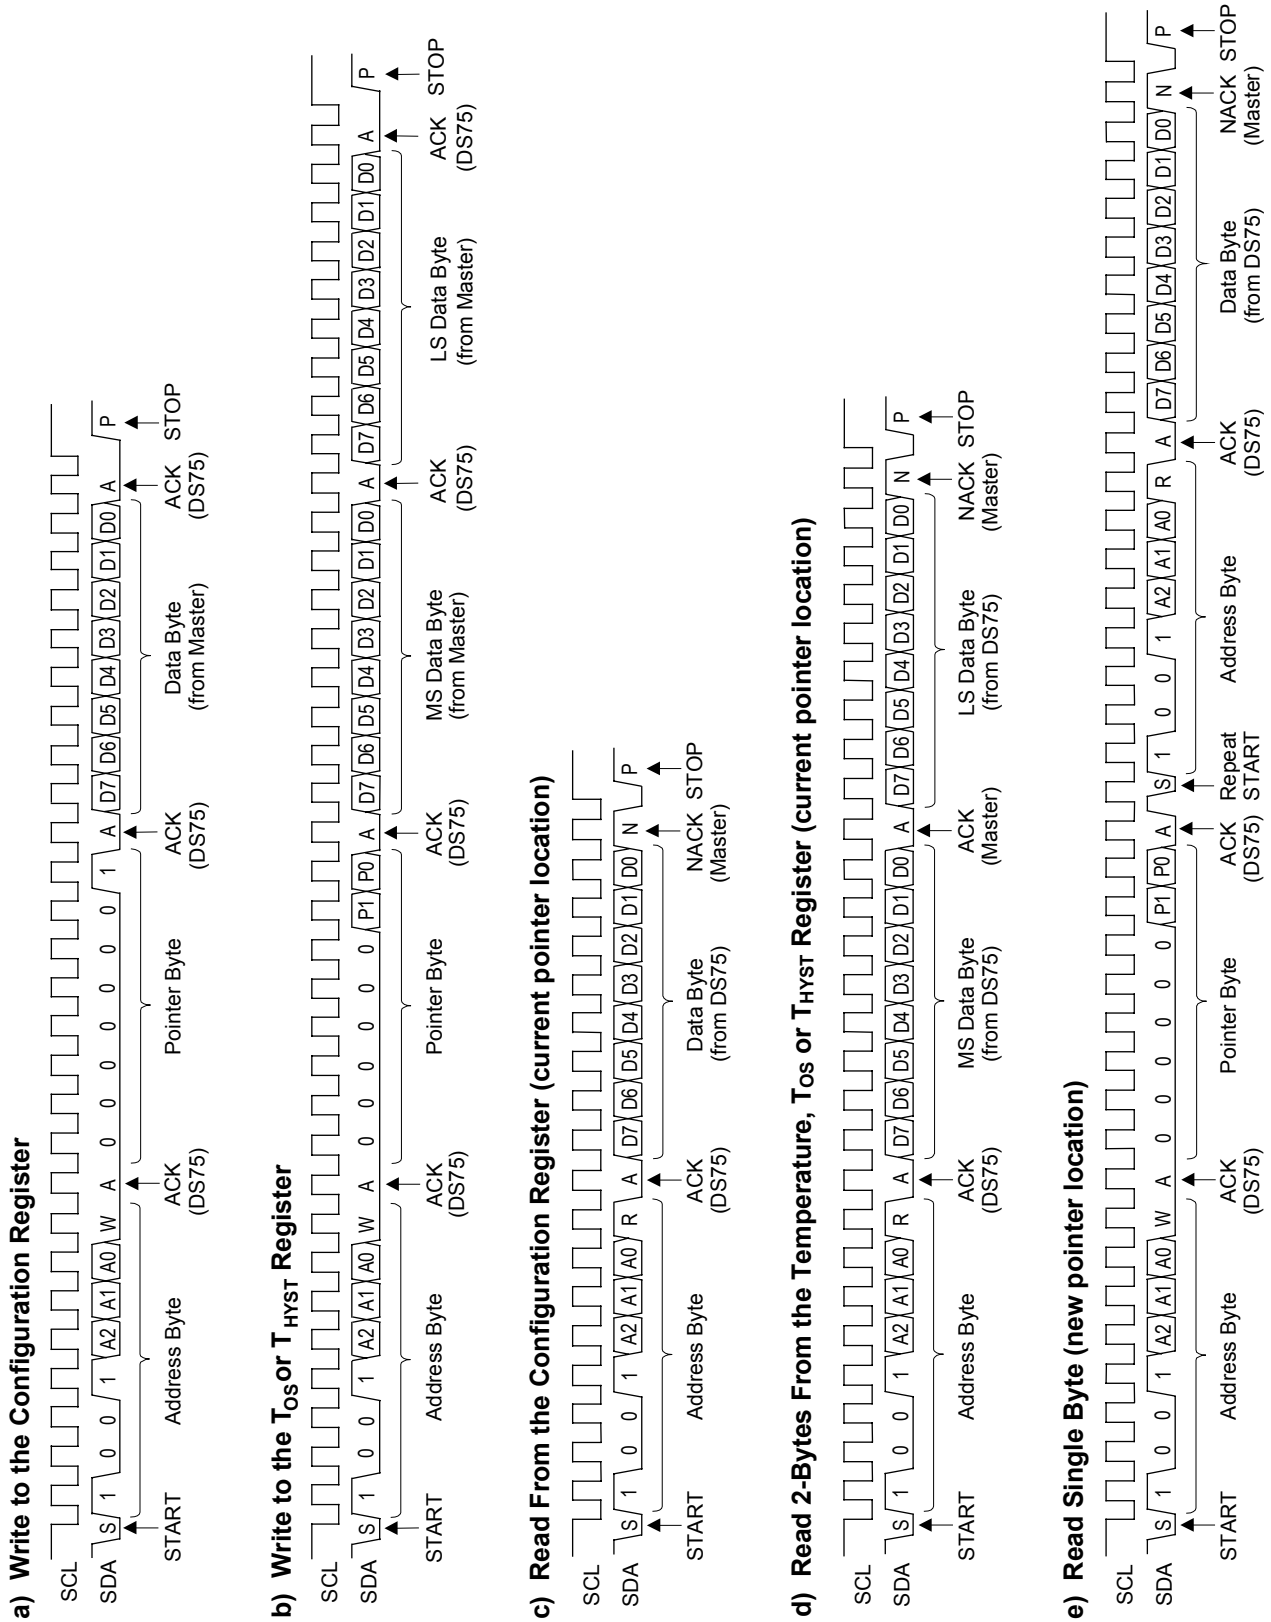 a) Write to the Configuration Register
SCL
SDA
S 1 0 0 1 A2 A1 A0 W A 0 0 0 0 0 0 0 1 A D7 D6 D5 D4 D3 D2 D1 D0 A P
START
Address Byte
ACK
(DS75)
Pointer Byte
ACK
(DS75)
Data Byte
(from Master)
ACK
(DS75)
STOP
b) Write to the TOS or THYST Register
SCL
SDA
S 1 0 0 1 A2 A1 A0 W A 0 0 0 0 0 0 P1 P0 A D7 D6 D5 D4 D3 D2 D1 D0 A D7 D6 D5 D4 D3 D2 D1 D0 A P
START
Address Byte
ACK
(DS75)
Pointer Byte
ACK
(DS75)
MS Data Byte
(from Master)
ACK
(DS75)
LS Data Byte
(from Master)
ACK
(DS75)
STOP
c) Read From the Configuration Register (current pointer location)
SCL
SDA
S 1 0 0 1 A2 A1 A0 R A D7 D6 D5 D4 D3 D2 D1 D0 N P
START
Address Byte
ACK
(DS75)
Data Byte
(from DS75)
NACK
(Master)
STOP
d) Read 2-Bytes From the Temperature, TOS or THYST Register (current pointer location)
SCL
SDA
S 1 0 0 1 A2 A1 A0 R A D7 D6 D5 D4 D3 D2 D1 D0 A D7 D6 D5 D4 D3 D2 D1 D0 N P
START
Address Byte
ACK
(DS75)
MS Data Byte
(from DS75)
ACK
(Master)
LS Data Byte
(from DS75)
NACK
(Master)
STOP
e) Read Single Byte (new pointer location)
SCL
SDA
S 1 0 0 1 A2 A1 A0 W A 0 0 0 0 0 0 P1 P0 A S 1 0 0 1 A2 A1 A0 R A D7 D6 D5 D4 D3 D2 D1 D0 N P
START
Address Byte
ACK
(DS75)
Pointer Byte
ACK
(DS75)
Repeat
START
Address Byte
ACK
(DS75)
Data Byte
(from DS75)
NACK
(Master)
STOP